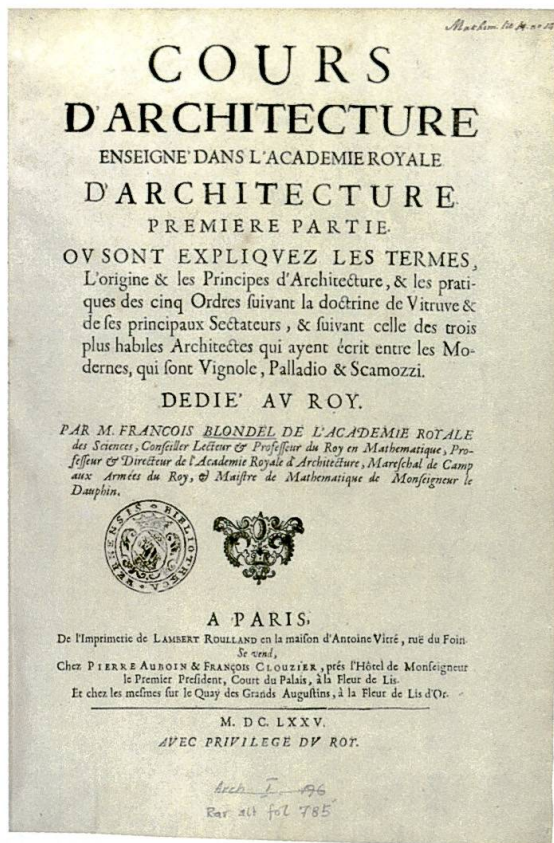 Mathem
COURS
D'ARCHITECTURE
ENSEIGNE' DANS L'ACADEMIE ROYALE
D'ARCHITECTURE
PREMIERE PARTIE.
OV SONT EXPLIQVEZ LES TERMES,
L'origine & les Principes d'Architecture, & les prati-
ques des cinq Ordres ſuivant la doctrine de Vitruve &
de ſes principaux Sectateurs, & ſuivant celle des trois
plus habiles Architectes qui ayent écrit entre les Mo-
dernes, qui ſont Vignole, Palladio & Scamozzi.
DEDIE' AV ROY.
PAR M. FRANCOIS BLONDEL DE L'ACADEMIE ROYALE
des Sciences, Conſeiller Lecteur & Profeſſeur du Roy en Mathematique, Pro-
feſſeur & Directeur de l'Academie Royale d'Architecture, Mareſchal de Camp
aux Armées du Roy, & Maiſtre de Mathematique de Monſeigneur le
Dauphin.
BIBLIOTHECA
A PARIS,
De l'Imprimerie de LAMBERT ROULLAND en la maiſon d'Antoine Vitré, ruë du Foin.
Se vend,
Chez PIERRE AUBOIN & FRANÇOIS CLOUZIER, prés l'Hôtel de Monſeigneur
le Premier Preſident, Court du Palais, à la Fleur de Lis.
Et chez les meſmes ſur le Quay des Grands Auguſtins, à la Fleur de Lis d'Or.
M. DC. LXXV.
AVEC PRIVILEGE DV ROY.
Arch I
Rar alt fol 785